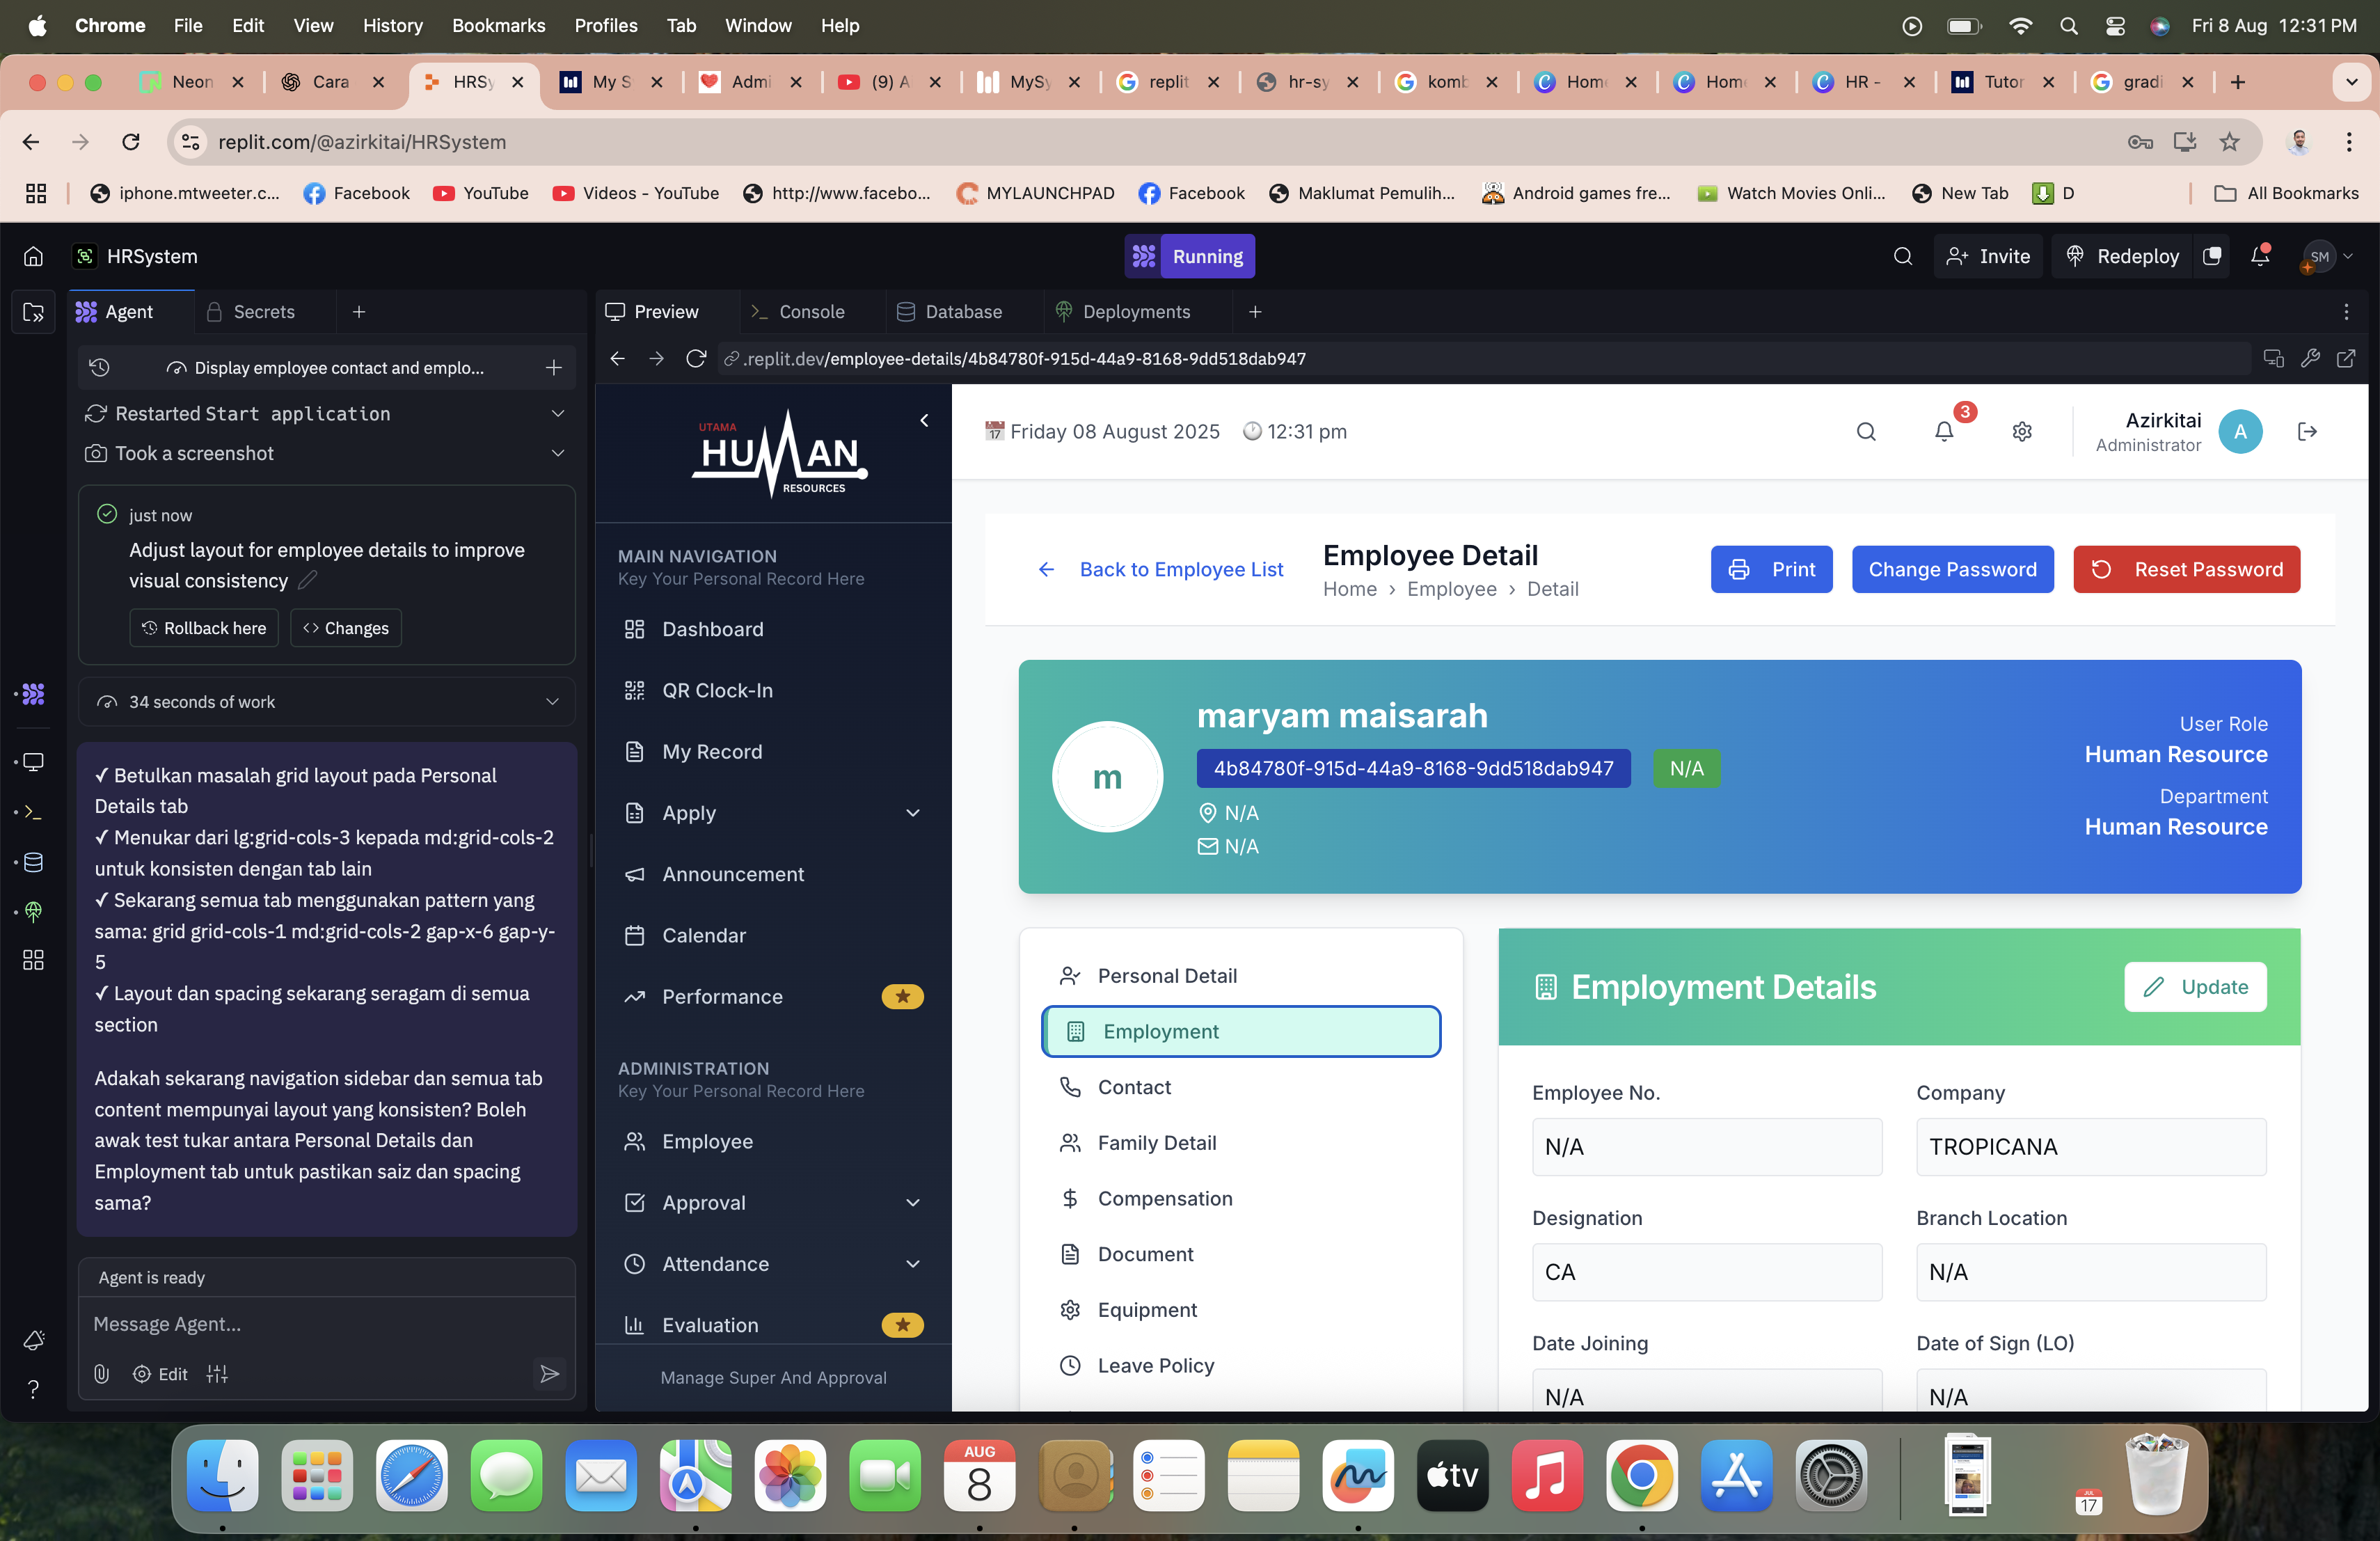 Chrome File Edit View History Bookmarks Profiles Tab Window Help Fri 8 Aug 12:31 PM
Neon Cara HRSy My S Admi (9) A MySy replit hr-sy komb Home Home HR - Tutor gradi
replit.com/@azirkitai/HRSystem
iphone.mtweeter.c... Facebook YouTube Videos - YouTube http://www.facebo... MYLAUNCHPAD Facebook Maklumat Pemulih... Android games fre... Watch Movies Onli... New Tab D All Bookmarks
HRSystem Running Invite Redeploy SM
Agent Secrets
Preview Console Database Deployments
Display employee contact and emplo...
.replit.dev/employee-details/4b84780f-915d-44a9-8168-9dd518dab947
Restarted Start application
Took a screenshot
just now
Adjust layout for employee details to improve
visual consistency
Rollback here Changes
34 seconds of work
✓ Betulkan masalah grid layout pada Personal
Details tab
✓ Menukar dari lg:grid-cols-3 kepada md:grid-cols-2
untuk konsisten dengan tab lain
✓ Sekarang semua tab menggunakan pattern yang
sama: grid grid-cols-1 md:grid-cols-2 gap-x-6 gap-y-
5
✓ Layout dan spacing sekarang seragam di semua
section
Adakah sekarang navigation sidebar dan semua tab
content mempunyai layout yang konsisten? Boleh
awak test tukar antara Personal Details dan
Employment tab untuk pastikan saiz dan spacing
sama?
Agent is ready
Message Agent...
Edit
UTAMA
HUMAN
RESOURCES
MAIN NAVIGATION
Key Your Personal Record Here
Dashboard
QR Clock-In
My Record
Apply
Announcement
Calendar
Performance
ADMINISTRATION
Key Your Personal Record Here
Employee
Approval
Attendance
Evaluation
Manage Super And Approval
Friday 08 August 2025 12:31 pm
3
Azirkitai
Administrator
A
Back to Employee List
Employee Detail
Home › Employee › Detail
Print Change Password Reset Password
m
maryam maisarah
4b84780f-915d-44a9-8168-9dd518dab947 N/A
N/A
N/A
User Role
Human Resource
Department
Human Resource
Personal Detail
Employment
Contact
Family Detail
Compensation
Document
Equipment
Leave Policy
Employment Details Update
Employee No. Company
N/A TROPICANA
Designation Branch Location
CA N/A
Date Joining Date of Sign (LO)
N/A N/A
AUG
8
tv
JUL
17